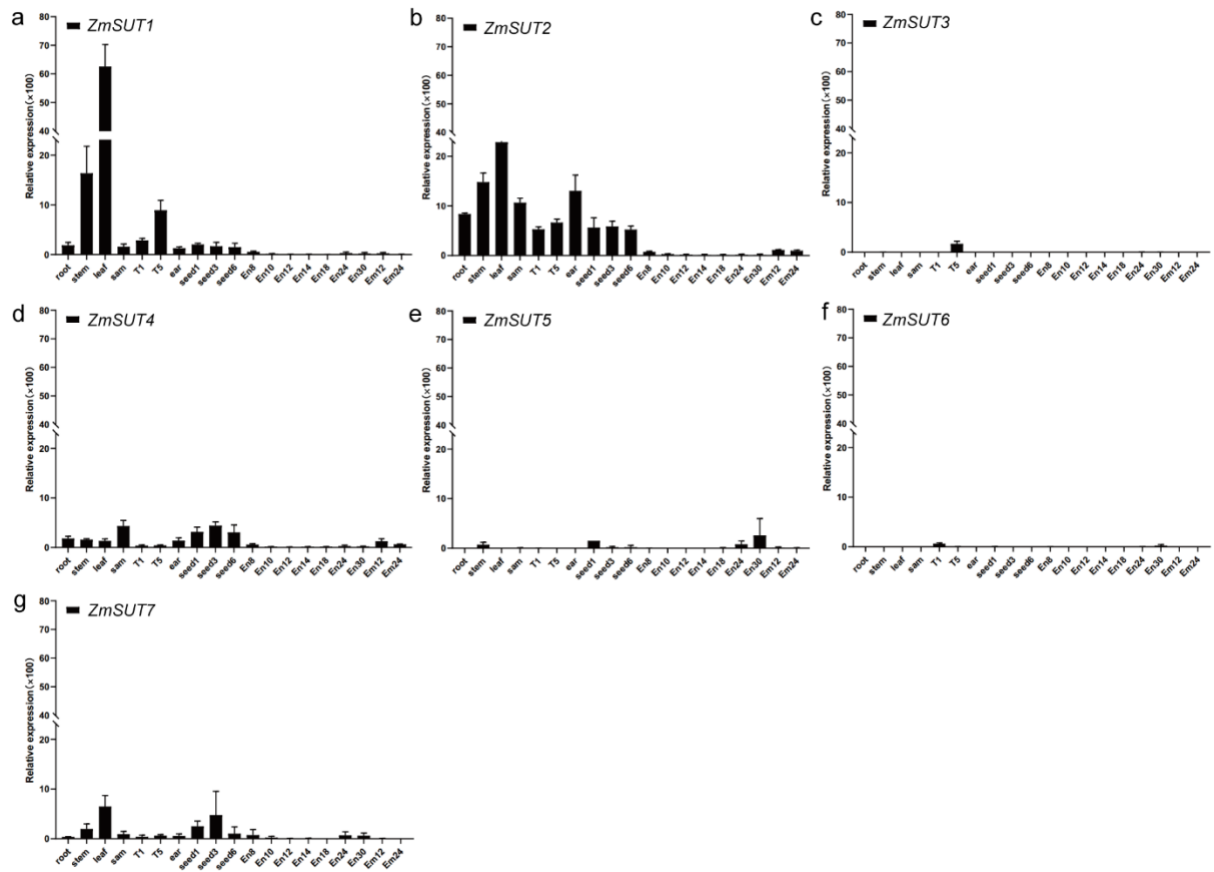 a
ZmSUT1
Relative expression(×100)
80
70
60
50
40
20
10
0
root
stem
leaf
sam
T1
T5
ear
seed1
seed3
seed6
En8
En10
En12
En14
En18
En24
En30
Em12
Em24
b
ZmSUT2
Relative expression(×100)
80
70
60
50
40
20
10
0
root
stem
leaf
sam
T1
T5
ear
seed1
seed3
seed6
En8
En10
En12
En14
En18
En24
En30
Em12
Em24
c
ZmSUT3
Relative expression(×100)
80
70
60
50
40
20
10
0
root
stem
leaf
sam
T1
T5
ear
seed1
seed3
seed6
En8
En10
En12
En14
En18
En24
En30
Em12
Em24
d
ZmSUT4
Relative expression(×100)
80
70
60
50
40
20
10
0
root
stem
leaf
sam
T1
T5
ear
seed1
seed3
seed6
En8
En10
En12
En14
En18
En24
En30
Em12
Em24
e
ZmSUT5
Relative expression(×100)
80
70
60
50
40
20
10
0
root
stem
leaf
sam
T1
T5
ear
seed1
seed3
seed6
En8
En10
En12
En14
En18
En24
En30
Em12
Em24
f
ZmSUT6
Relative expression(×100)
80
70
60
50
40
20
10
0
root
stem
leaf
sam
T1
T5
ear
seed1
seed3
seed6
En8
En10
En12
En14
En18
En24
En30
Em12
Em24
g
ZmSUT7
Relative expression(×100)
80
70
60
50
40
20
10
0
root
stem
leaf
sam
T1
T5
ear
seed1
seed3
seed6
En8
En10
En12
En14
En18
En24
En30
Em12
Em24